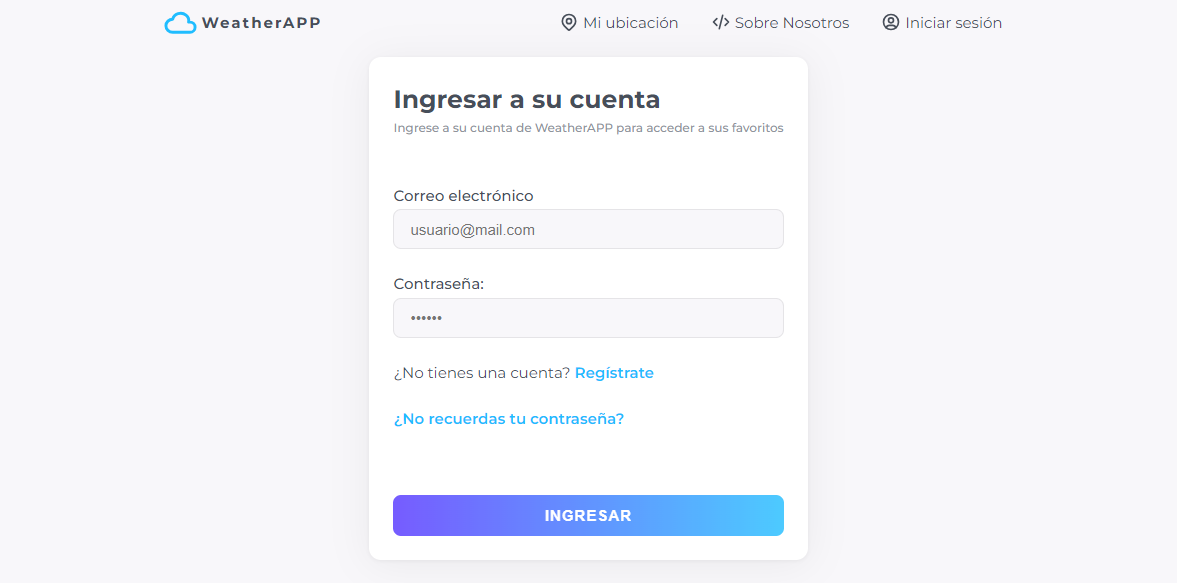 WeatherAPP
Mi ubicación
Sobre Nosotros
Iniciar sesión
Ingresar a su cuenta
Ingrese a su cuenta de WeatherAPP para acceder a sus favoritos
Correo electrónico
usuario@mail.com
Contraseña:
••••••
¿No tienes una cuenta? Regístrate
¿No recuerdas tu contraseña?
INGRESAR